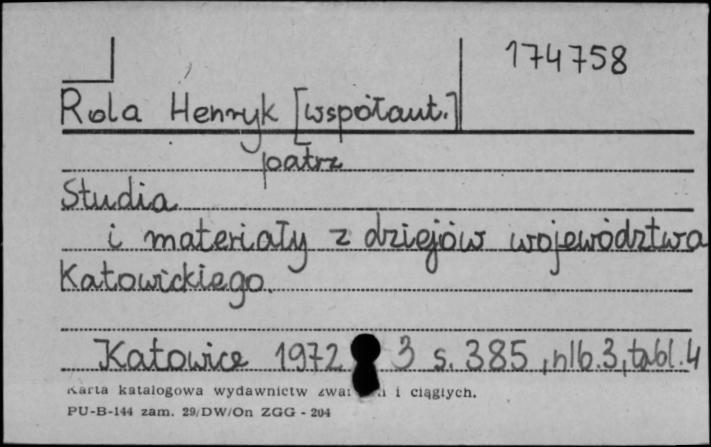 174758
Rola Henryk [współaut.]
patrz
Studia
i materiały z dziejów województwa
Katowickiego.
Katowice 1972 3 s. 385, nlb. 3, tabl. 4
Karta katalogowa wydawnictw i ciągłych.
PU-B-144 zam. 29/DW/On ZGG - 204